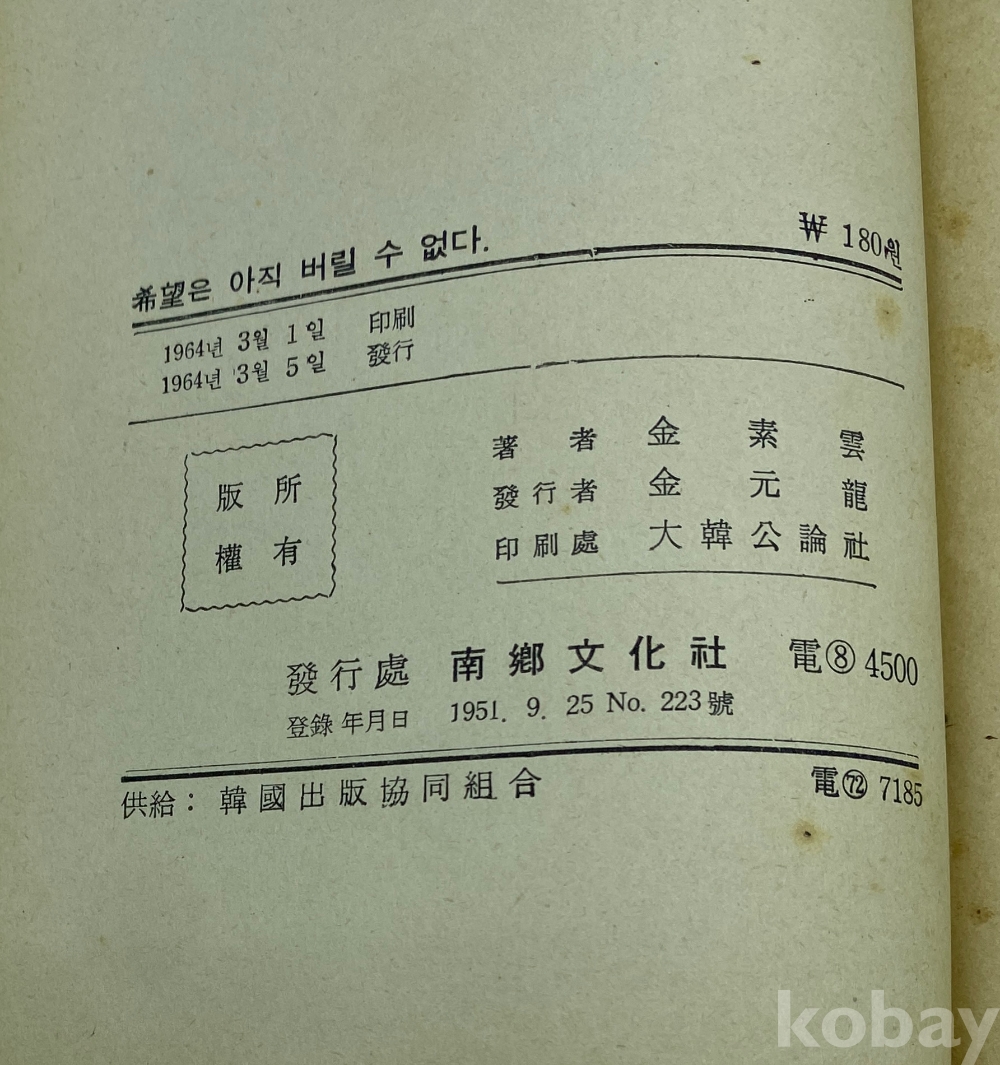 希望은 아직 버릴 수 없다. ₩ 180원
1964년 3월 1일 印刷
1964년 3월 5일 發行
版所
權有
著者 金素雲
發行者 金元龍
印刷處 大韓公論社
發行處 南鄕文化社 電⑧ 4500
登錄 年月日 1951. 9. 25 No. 223號
供給: 韓國出版協同組合 電㊆㊁ 7185
kobay